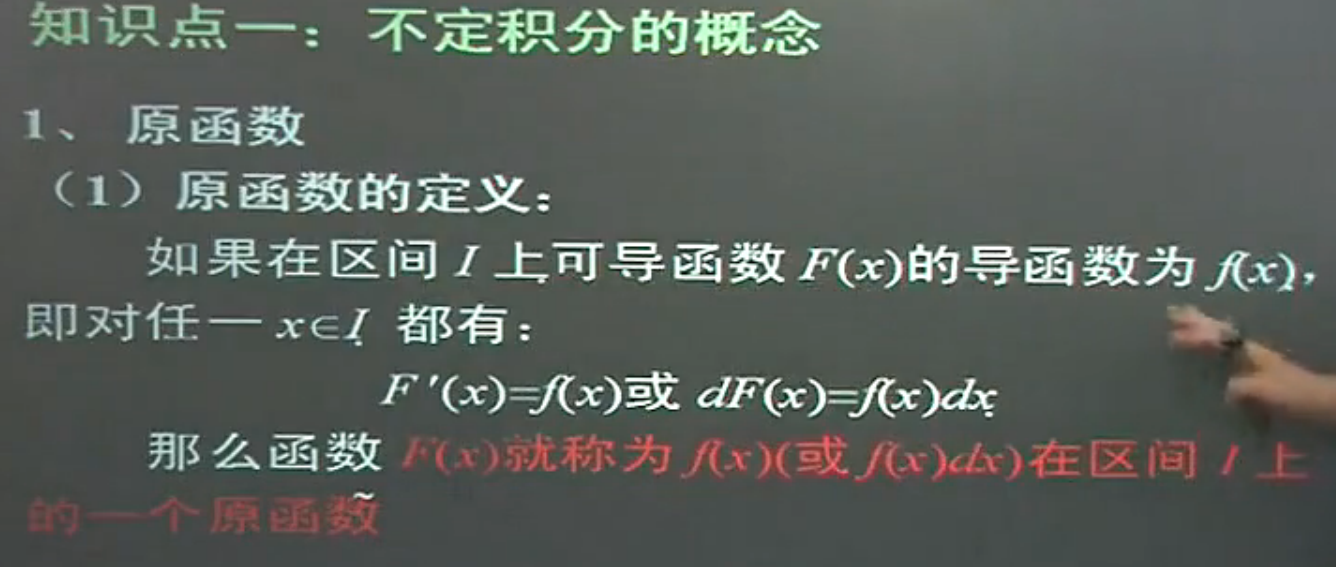 知识点一：不定积分的概念
1、 原函数
（1）原函数的定义：
如果在区间 I 上可导函数 F(x)的导函数为 f(x)，
即对任一 x∈I 都有：
F ′(x)=f(x)或 dF(x)=f(x)dx
那么函数 F(x)就称为 f(x)(或 f(x)dx)在区间 I 上
的一个原函数